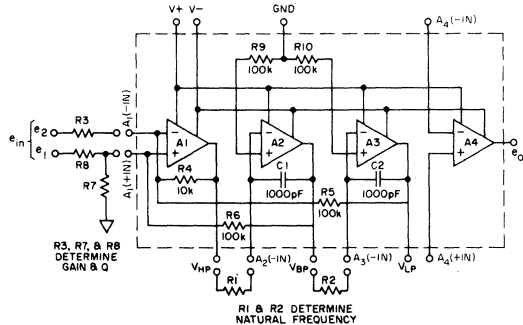 V+ V− GND A4(−IN)
R9 R10
100k 100k
A1(−IN)
e2 R3
ein
e1 R8
A1(+IN)
R7
− + A1
− + A2
− + A3
− + A4
eo
R4
10k
C1
1000pF
C2
1000pF
R5
100k
R6
100k
R3, R7, & R8
DETERMINE
GAIN & Q
VHP A2(−IN) VBP A3(−IN) VLP A4(+IN)
R1 R2
R1 & R2 DETERMINE
NATURAL FREQUENCY